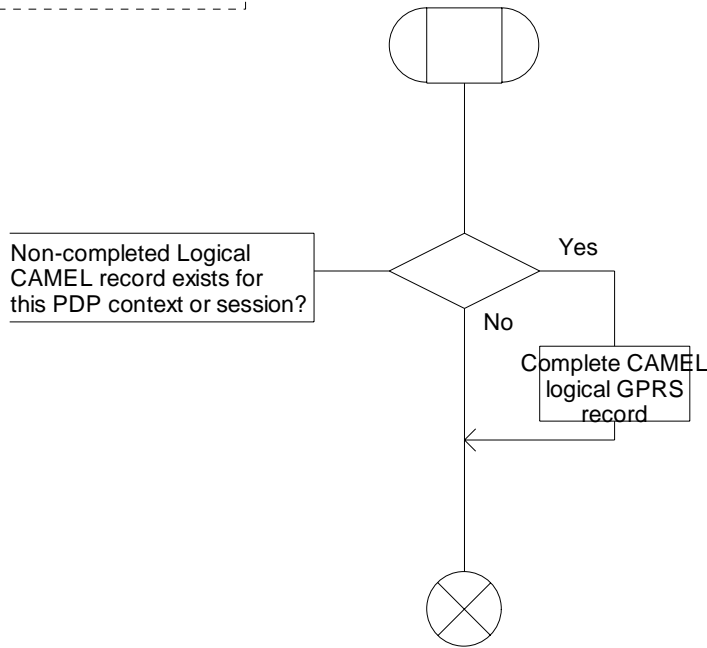 Non-completed Logical
CAMEL record exists for
this PDP context or session?
Yes
No
Complete CAMEL
logical GPRS
record